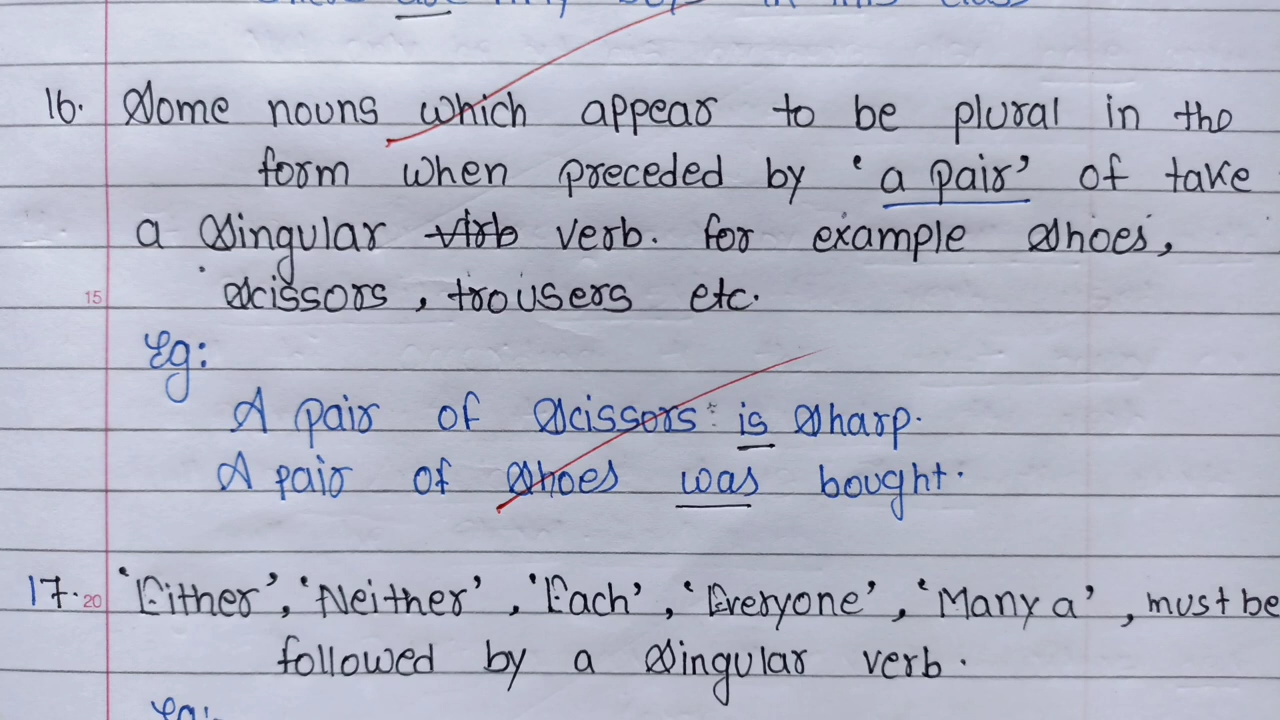 16. Some nouns which appear to be plural in the
form when preceded by 'a pair' of take
a singular virb verb. for example shoes,
scissors, trousers etc.
15
Eg:
A pair of scissors is sharp.
A pair of shoes was bought.
17. 20 'Either', 'Neither', 'Each', 'Everyone', 'Many a', must be
followed by a singular verb.
Eg: